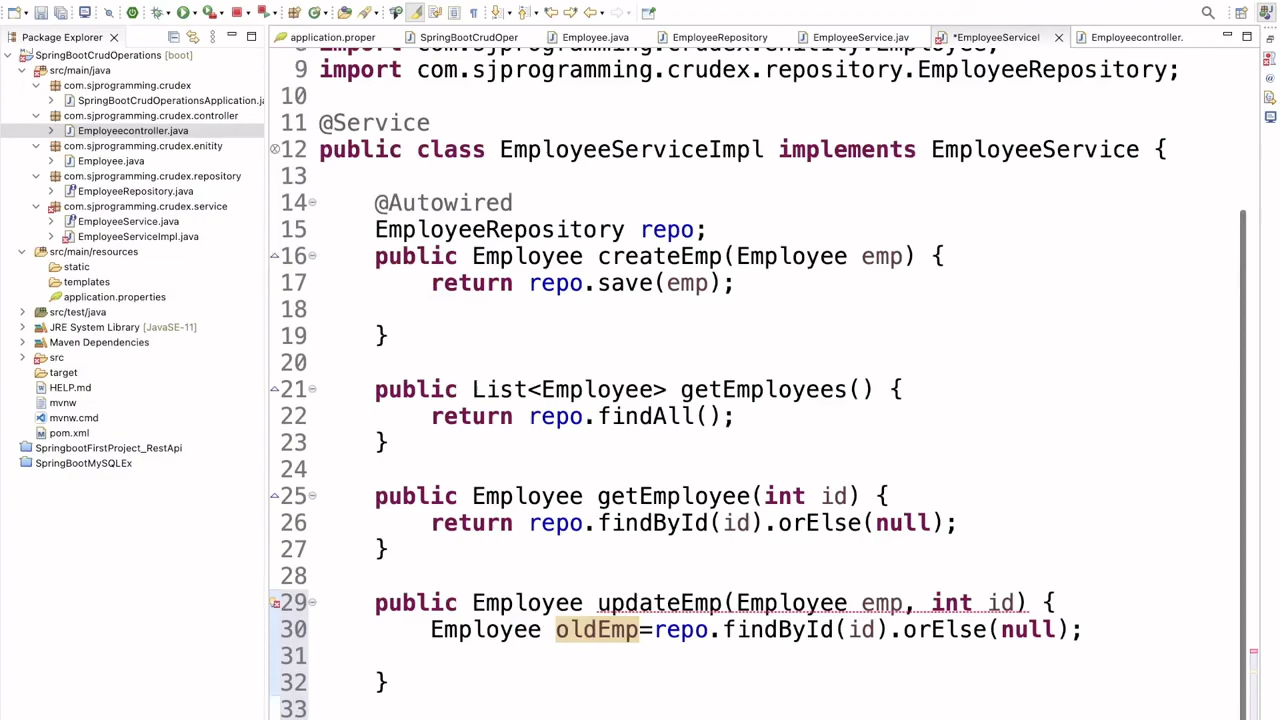 Package Explorer
SpringBootCrudOperations [boot]
src/main/java
com.sjprogramming.crudex
SpringBootCrudOperationsApplication.ja
com.sjprogramming.crudex.controller
Employeecontroller.java
com.sjprogramming.crudex.enitity
Employee.java
com.sjprogramming.crudex.repository
EmployeeRepository.java
com.sjprogramming.crudex.service
EmployeeService.java
EmployeeServiceImpl.java
src/main/resources
static
templates
application.properties
src/test/java
JRE System Library [JavaSE-11]
Maven Dependencies
src
target
HELP.md
mvnw
mvnw.cmd
pom.xml
SpringbootFirstProject_RestApi
SpringBootMySQLEx
application.proper SpringBootCrudOper Employee.java EmployeeRepository EmployeeService.jav *EmployeeServiceI Employeecontroller.
import com.sjprogramming.crudex.enitity.Employee;
9 import com.sjprogramming.crudex.repository.EmployeeRepository;
10
11 @Service
12 public class EmployeeServiceImpl implements EmployeeService {
13
14 @Autowired
15 EmployeeRepository repo;
16 public Employee createEmp(Employee emp) {
17 return repo.save(emp);
18
19 }
20
21 public List<Employee> getEmployees() {
22 return repo.findAll();
23 }
24
25 public Employee getEmployee(int id) {
26 return repo.findById(id).orElse(null);
27 }
28
29 public Employee updateEmp(Employee emp, int id) {
30 Employee oldEmp=repo.findById(id).orElse(null);
31
32 }
33